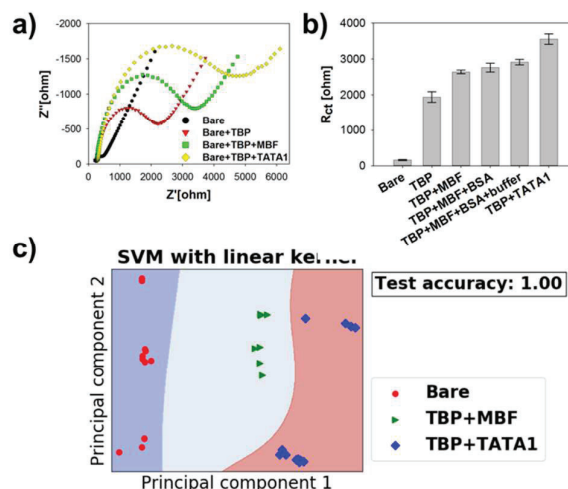 a)
-2000
-1500
-1000
-500
0
Z''[ohm]
0 1000 2000 3000 4000 5000 6000
Z'[ohm]
Bare
Bare+TBP
Bare+TBP+MBF
Bare+TBP+TATA1
b)
4000
3000
2000
1000
0
Rct [ohm]
Bare
TBP
TBP+MBF
TBP+MBF+BSA
TBP+MBF+BSA+buffer
TBP+TATA1
c)
SVM with linear kernel
Test accuracy: 1.00
Principal component 2
Principal component 1
Bare
TBP+MBF
TBP+TATA1